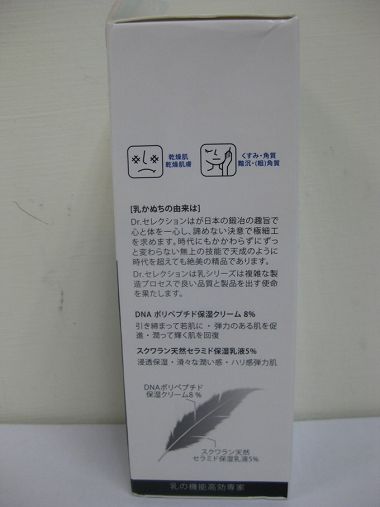 乾燥肌
乾燥肌膚
くすみ・角質
黯沉・(粗)角質
[乳かぬちの由来は]
Dr.セレクションはが日本の鍛冶の趣旨で
心と体を一心し、諦めない決意で極細工
を求めます。時代にもかかわらずにずっ
と変わらない無上の技能で天成のように
時代を超えても絶美の精品であります。
Dr.セレクションは乳シリーズは複雑な製
造プロセスで良い品質と製品を出す使命
を果たします。
DNA ポリペプチド保湿クリーム 8%
引き締まって若肌に・弾力のある肌を促
進・潤って輝く肌を回復
スクワラン天然セラミド保湿乳液5%
浸透保湿・滑々な潤い感・ハリ感弾力肌
DNAポリペプチド
保湿クリーム8%
スクワラン天然
セラミド保湿乳液5%
乳の機能高効専家